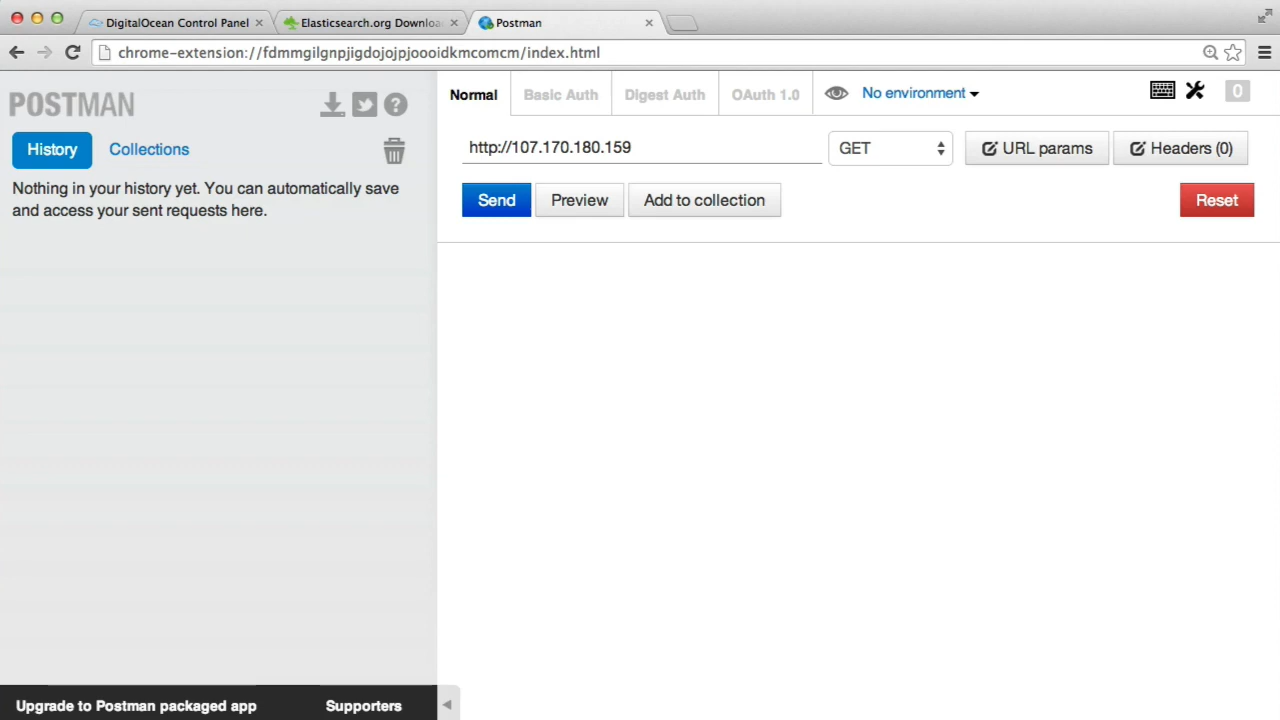 DigitalOcean Control Panel
Elasticsearch.org Downloa
Postman
chrome-extension://fdmmgilgnpjigdojojpjoooidkmcomcm/index.html
POSTMAN
Normal
Basic Auth
Digest Auth
OAuth 1.0
No environment
0
History
Collections
http://107.170.180.159
GET
URL params
Headers (0)
Nothing in your history yet. You can automatically save
and access your sent requests here.
Send
Preview
Add to collection
Reset
Upgrade to Postman packaged app
Supporters